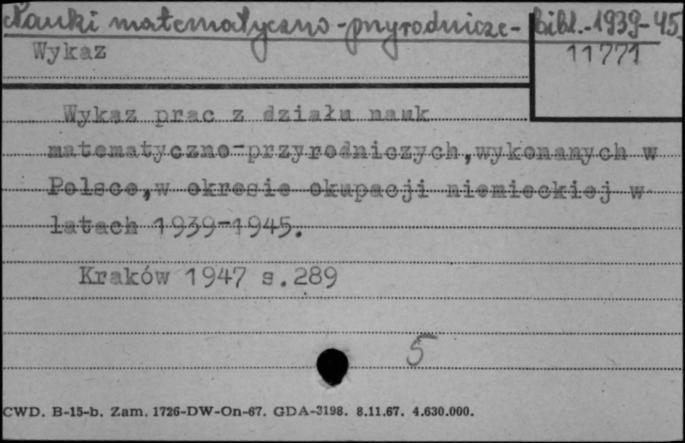 Nauki matematyczno-przyrodnicze- bibl.-1939-45
Wykaz
11771
Wykaz prac z działu nauk
matematyczno-przyrodniczych,wykonanych w
Polsce,w okresie okupacji niemieckiej w
latach 1939-1945.
Kraków 1947 s.289
5
CWD. B-15-b. Zam. 1726-DW-On-67. GDA-3198. 8.11.67. 4.630.000.